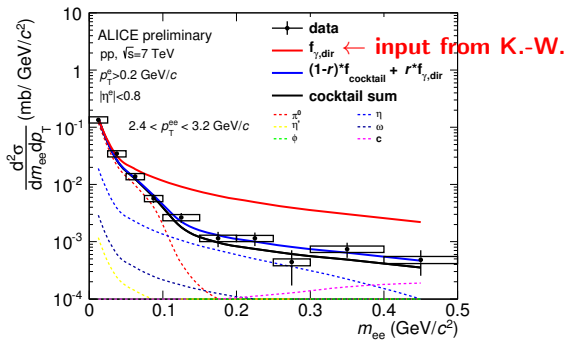 ALICE preliminary
pp, √s=7 TeV
p_T^e>0.2 GeV/c
|η^e|<0.8
2.4 < p_T^ee < 3.2 GeV/c
data
f_γ,dir ← input from K.-W.
(1-r)*f_cocktail + r*f_γ,dir
cocktail sum
π⁰ η
η' ω
ϕ c
d²σ/dm_ee dp_T (mb/ GeV/c²)
10
1
10⁻¹
10⁻²
10⁻³
10⁻⁴
0 0.1 0.2 0.3 0.4 0.5
m_ee (GeV/c²)